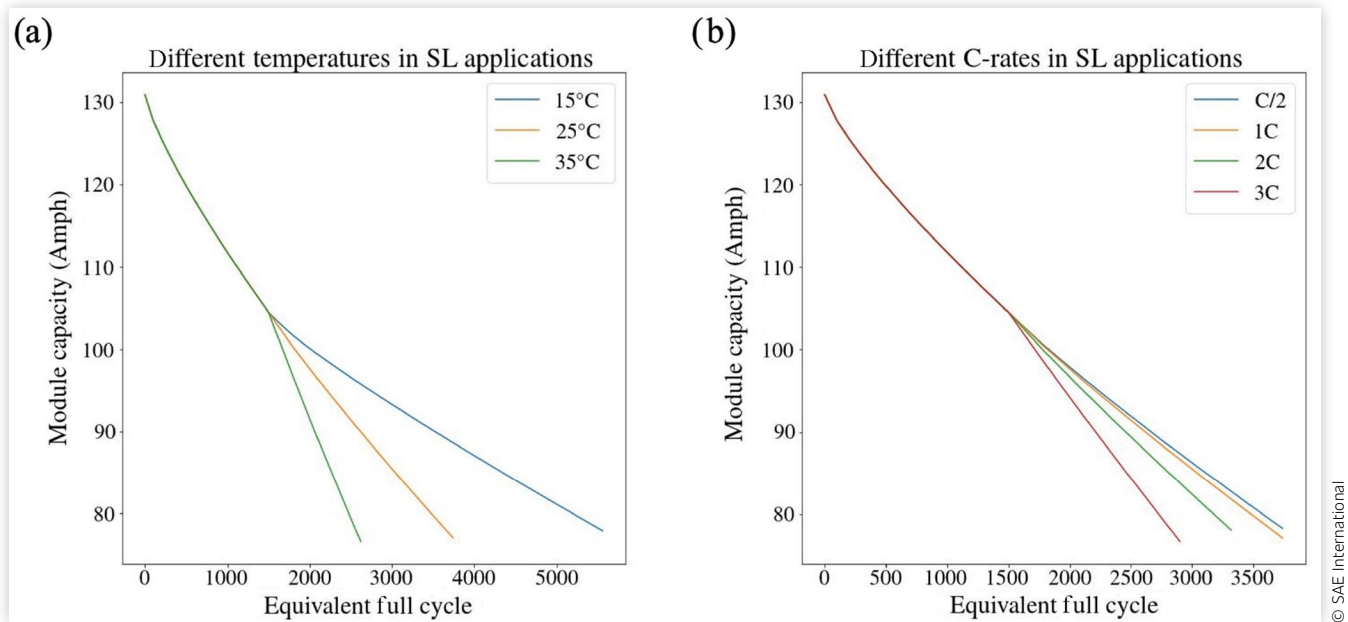 (a)
Different temperatures in SL applications
15°C
25°C
35°C
130
120
110
100
90
80
Module capacity (Amph)
0 1000 2000 3000 4000 5000
Equivalent full cycle
(b)
Different C-rates in SL applications
C/2
1C
2C
3C
130
120
110
100
90
80
Module capacity (Amph)
0 500 1000 1500 2000 2500 3000 3500
Equivalent full cycle
© SAE International